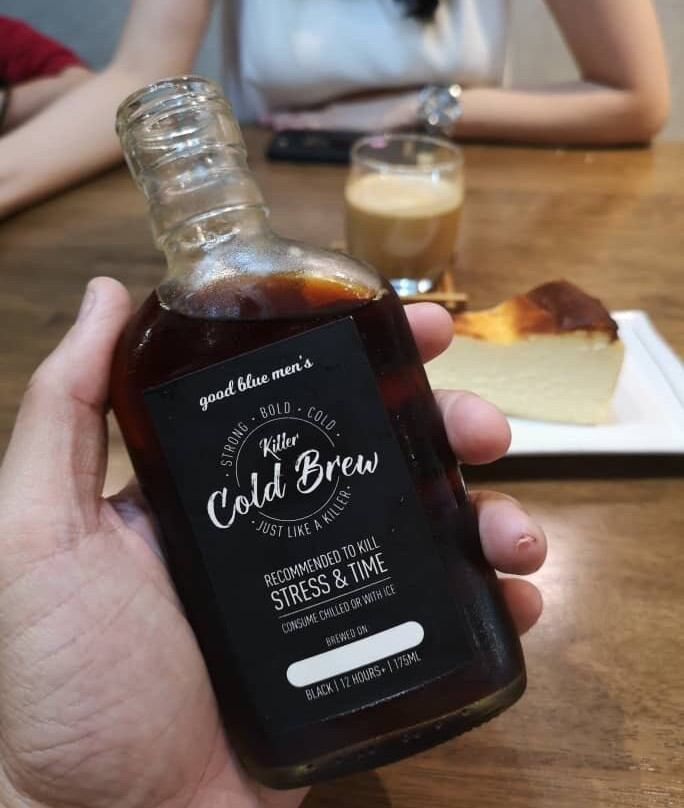 good blue men's
· STRONG · BOLD · COLD ·
Killer
Cold Brew
· JUST LIKE A KILLER ·
RECOMMENDED TO KILL
STRESS & TIME
CONSUME CHILLED OR WITH ICE
BREWED ON
BLACK | 12 HOURS+ | 175ML